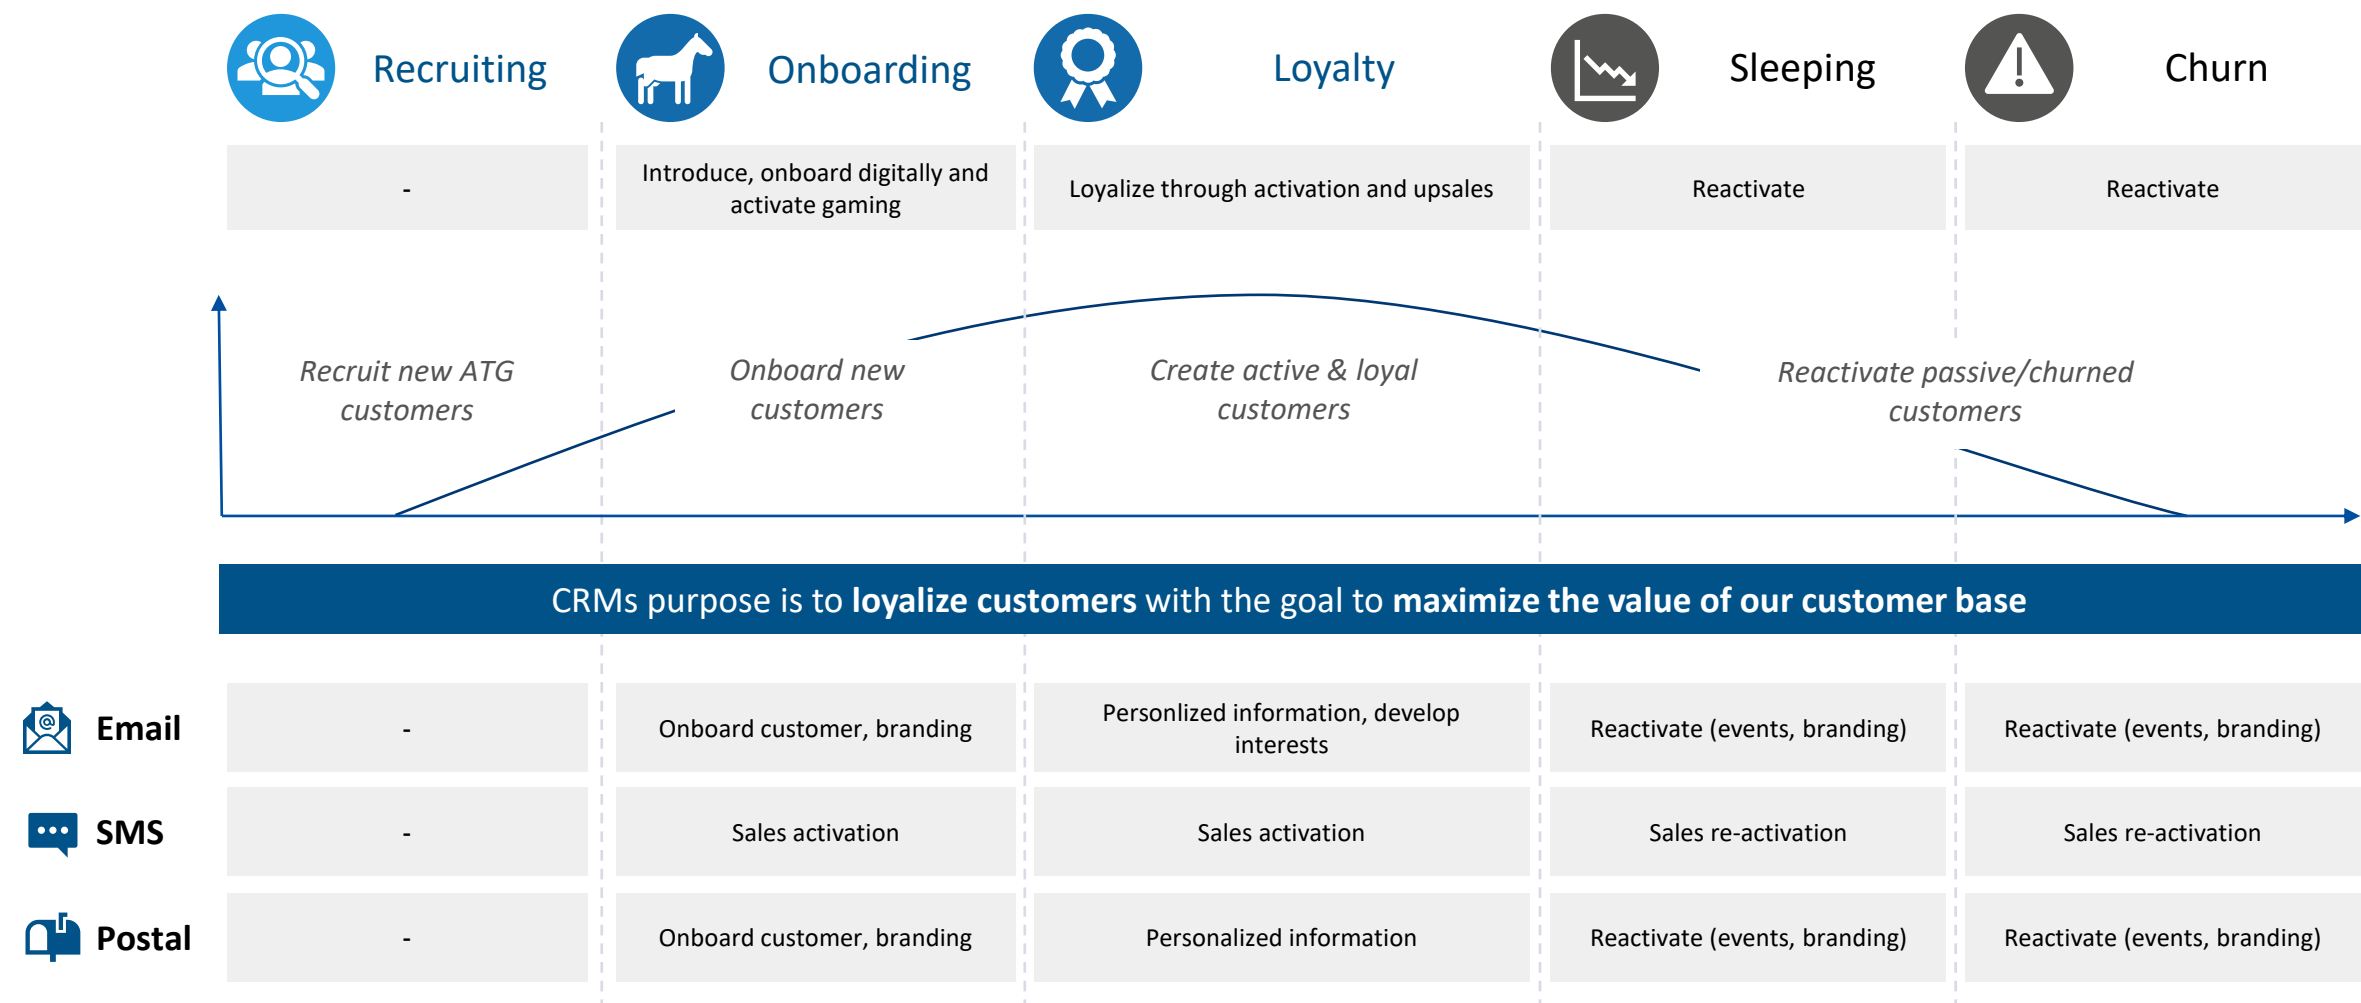 Recruiting
Onboarding
Loyalty
Sleeping
Churn
-
Introduce, onboard digitally and
activate gaming
Loyalize through activation and upsales
Reactivate
Reactivate
Recruit new ATG
customers
Onboard new
customers
Create active & loyal
customers
Reactivate passive/churned
customers
CRMs purpose is to loyalize customers with the goal to maximize the value of our customer base
@
Email
-
Onboard customer, branding
Personlized information, develop
interests
Reactivate (events, branding)
Reactivate (events, branding)
SMS
-
Sales activation
Sales activation
Sales re-activation
Sales re-activation
Postal
-
Onboard customer, branding
Personalized information
Reactivate (events, branding)
Reactivate (events, branding)